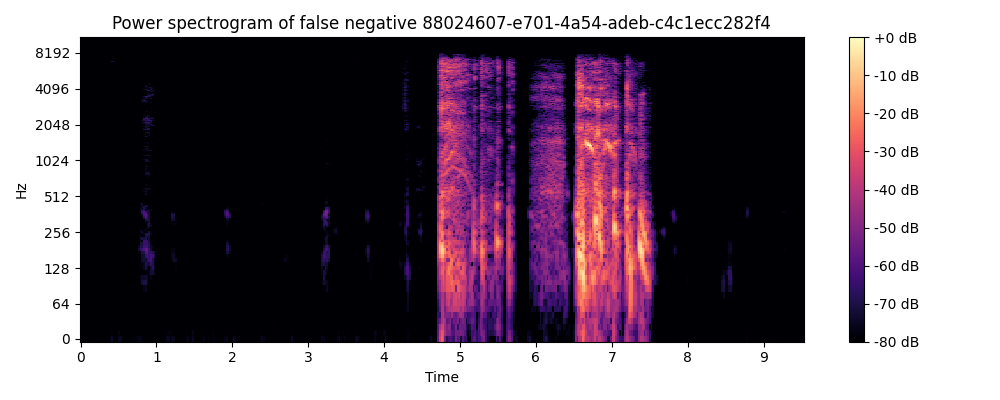 Power spectrogram of false negative 88024607-e701-4a54-adeb-c4c1ecc282f4
8192
4096
2048
1024
512
256
128
64
0
Hz
0 1 2 3 4 5 6 7 8 9
Time
+0 dB
-10 dB
-20 dB
-30 dB
-40 dB
-50 dB
-60 dB
-70 dB
-80 dB